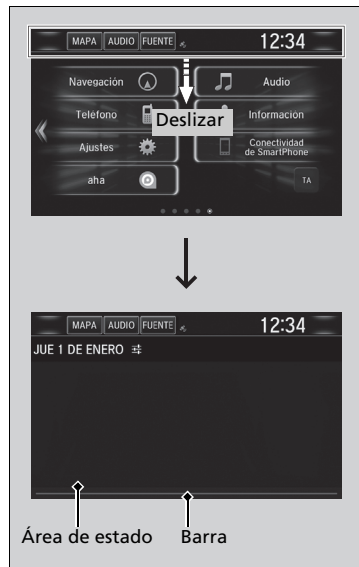 MAPA AUDIO FUENTE 12:34
Navegación Audio
Teléfono Información
Deslizar
Ajustes Conectividad
de SmartPhone
aha TA
MAPA AUDIO FUENTE 12:34
JUE 1 DE ENERO
Área de estado Barra